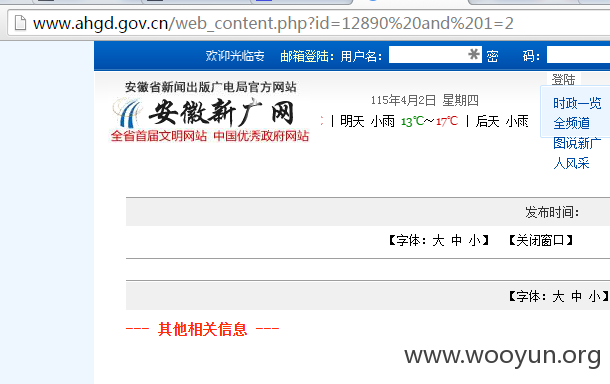 www.ahgd.gov.cn/web_content.php?id=12890%20and%201=2
欢迎光临安 邮箱登陆：用户名： 密 码：
登陆
安徽省新闻出版广电局官方网站
安徽新广网
全省首届文明网站 中国优秀政府网站
115年4月2日 星期四
: | 明天 小雨 13℃～17℃ | 后天 小雨
时政一览
全频道
图说新广
人风采
发布时间：
【字体：大 中 小】 【关闭窗口】
【字体：大 中 小】
--- 其他相关信息 ---
www.wooyun.org